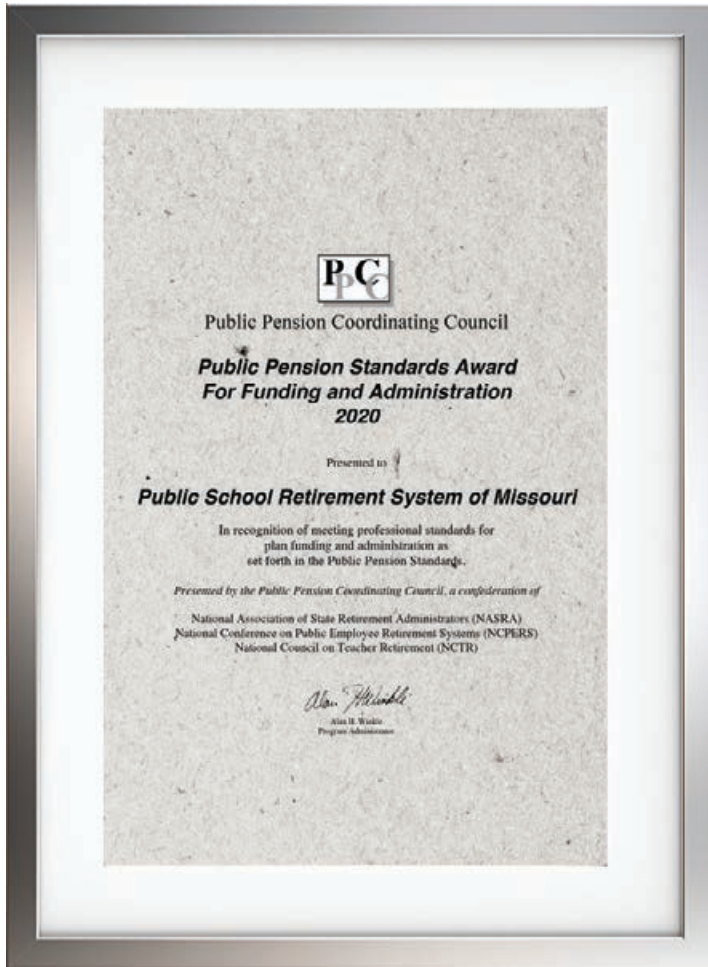 PPCC
Public Pension Coordinating Council
Public Pension Standards Award
For Funding and Administration
2020
Presented to
Public School Retirement System of Missouri
In recognition of meeting professional standards for
plan funding and administration as
set forth in the Public Pension Standards.
Presented by the Public Pension Coordinating Council, a confederation of
National Association of State Retirement Administrators (NASRA)
National Conference on Public Employee Retirement Systems (NCPERS)
National Council on Teacher Retirement (NCTR)
Alan H. Winkle
Alan H. Winkle
Program Administrator